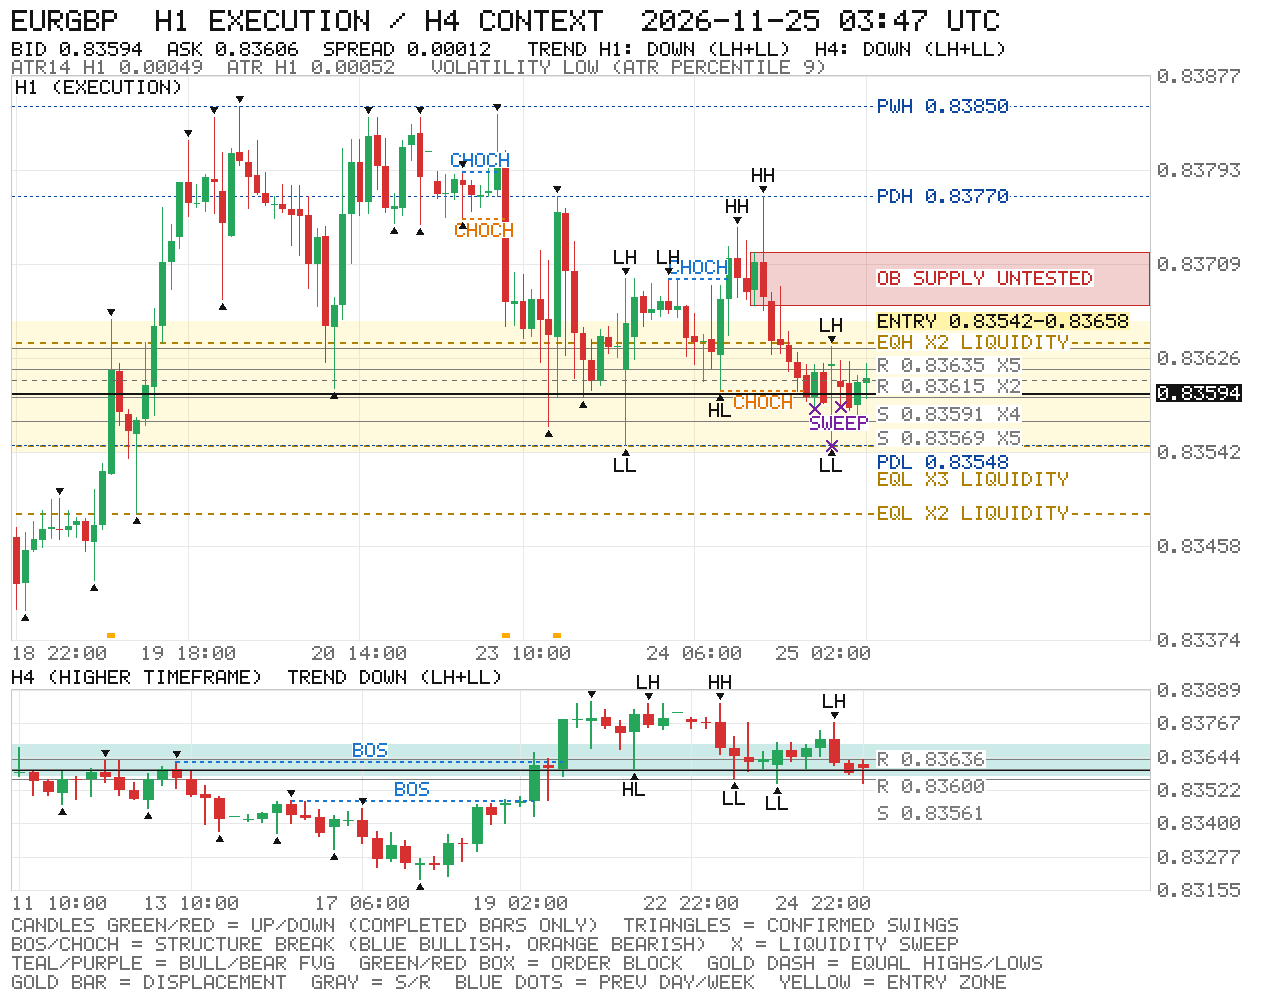 EURGBP  H1 EXECUTION / H4 CONTEXT  2026-11-25 03:47 UTC
BID 0.83594  ASK 0.83606  SPREAD 0.00012  TREND H1: DOWN (LH+LL)  H4: DOWN (LH+LL)
ATR14 H1 0.00049  ATR H1 0.00052  VOLATILITY LOW (ATR PERCENTILE 9)
0.83877
H1 (EXECUTION)
PWH 0.83850
CHOCH
0.83793
HH
PDH 0.83770
HH
CHOCH
LH
LH
CHOCH
0.83709
OB SUPPLY UNTESTED
LH
ENTRY 0.83542-0.83658
EQH X2 LIQUIDITY
0.83626
R 0.83635 X5
R 0.83615 X2
0.83594
HL
CHOCH
S 0.83591 X4
SWEEP
S 0.83569 X5
0.83542
LL
LL
PDL 0.83548
EQL X3 LIQUIDITY
EQL X2 LIQUIDITY
0.83458
0.83374
18 22:00  19 18:00  20 14:00  23 10:00  24 06:00  25 02:00
H4 (HIGHER TIMEFRAME)  TREND DOWN (LH+LL)
LH
HH
0.83889
LH
0.83767
BOS
R 0.83636
0.83644
HL
BOS
R 0.83600
0.83522
LL
LL
S 0.83561
0.83400
0.83277
0.83155
11 10:00  13 10:00  17 06:00  19 02:00  22 22:00  24 22:00
CANDLES GREEN/RED = UP/DOWN (COMPLETED BARS ONLY)  TRIANGLES = CONFIRMED SWINGS
BOS/CHOCH = STRUCTURE BREAK (BLUE BULLISH, ORANGE BEARISH)  X = LIQUIDITY SWEEP
TEAL/PURPLE = BULL/BEAR FVG  GREEN/RED BOX = ORDER BLOCK  GOLD DASH = EQUAL HIGHS/LOWS
GOLD BAR = DISPLACEMENT  GRAY = S/R  BLUE DOTS = PREV DAY/WEEK  YELLOW = ENTRY ZONE